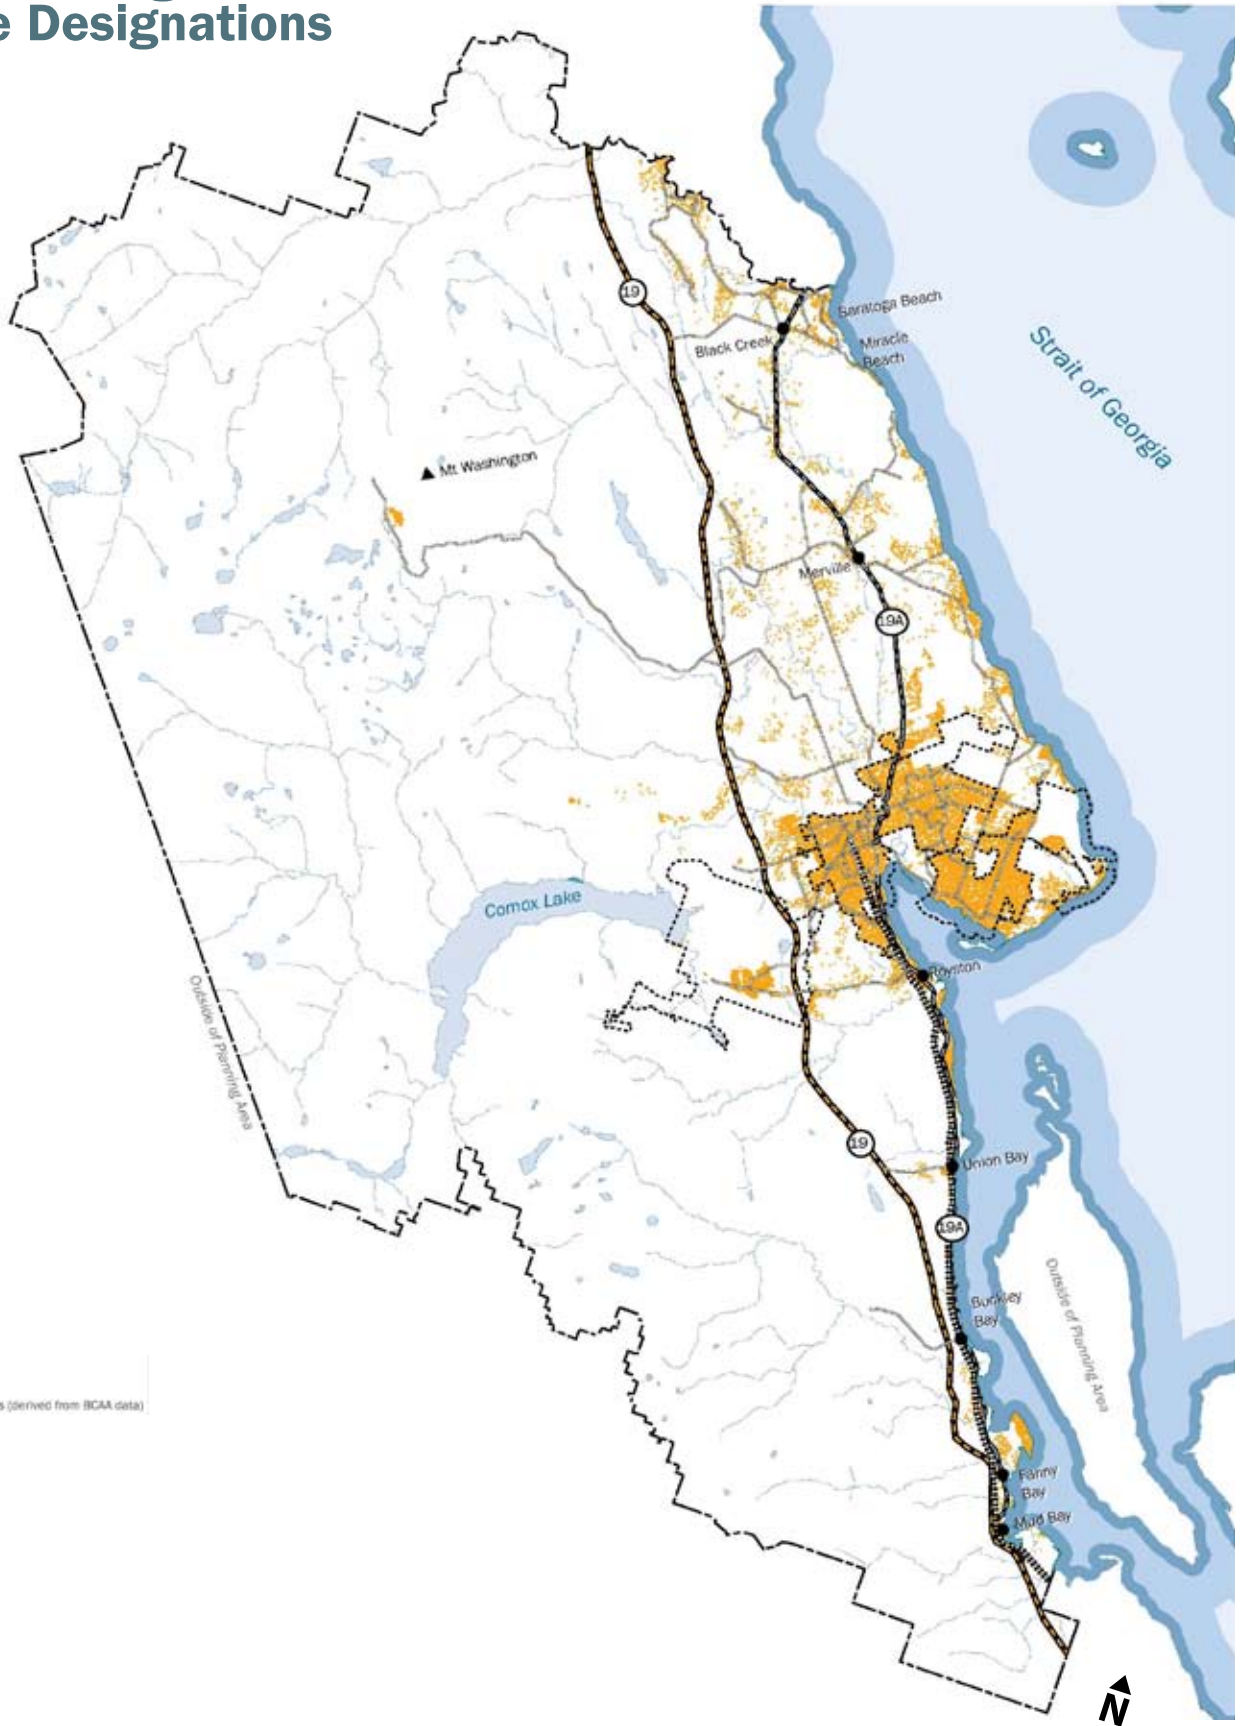 e Designations
19
Saratoga Beach
Black Creek
Miracle
Beach
Strait of Georgia
Mt Washington
Merville
19A
Comox Lake
Royston
Outside of Planning Area
19
Union Bay
19A
Buckley
Bay
Outside of Planning Area
s (derived from BCAA data)
Fanny
Bay
Mud Bay
N